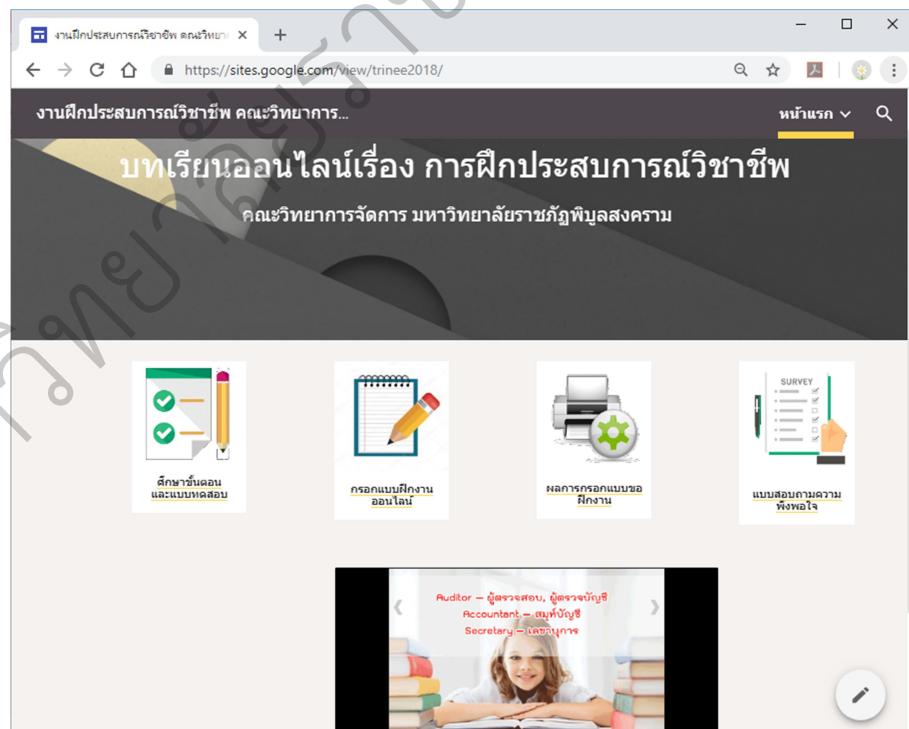 งานฝึกประสบการณ์วิชาชีพ คณะวิทยา
https://sites.google.com/view/trinee2018/
งานฝึกประสบการณ์วิชาชีพ คณะวิทยาการ...
หน้าแรก
บทเรียนออนไลน์เรื่อง การฝึกประสบการณ์วิชาชีพ
คณะวิทยาการจัดการ มหาวิทยาลัยราชภัฏพิบูลสงคราม
SURVEY
ศึกษาขั้นตอน
และแบบทดสอบ
กรอกแบบฝึกงาน
ออนไลน์
ผลการกรอกแบบขอ
ฝึกงาน
แบบสอบถามความ
พึงพอใจ
Auditor – ผู้ตรวจสอบ, ผู้ตรวจบัญชี
Accountant – สมุห์บัญชี
Secretary – เลขานุการ